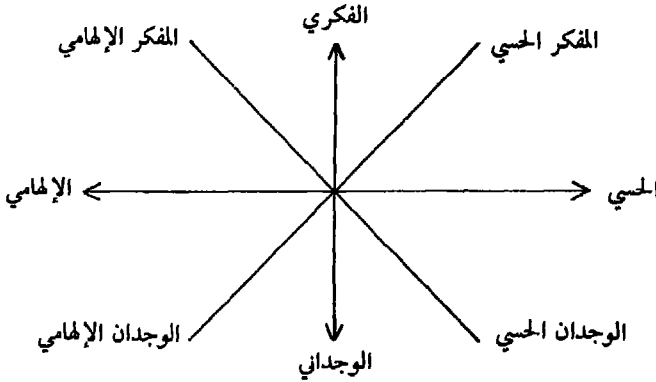 الفكري
المفكر الحسي
المفكر الإلهامي
الحسي
الإلهامي
الوجدان الحسي
الوجدان الإلهامي
الوجداني